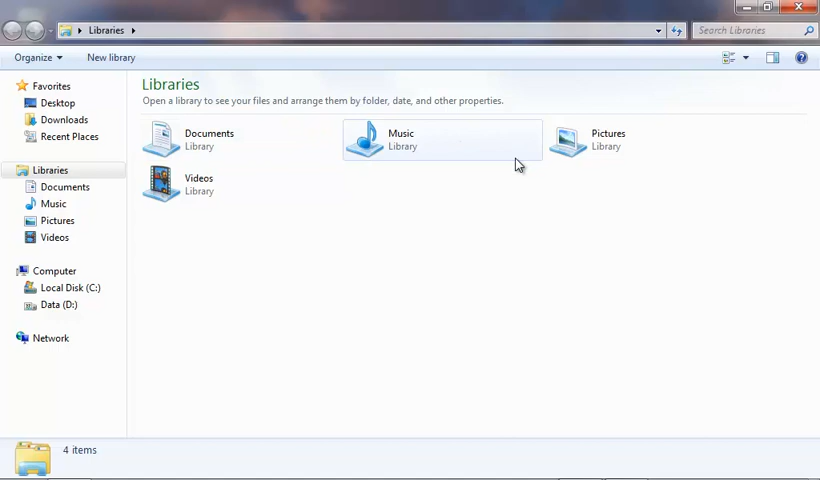 Libraries
Search Libraries
Organize
New library
Favorites
Desktop
Downloads
Recent Places
Libraries
Documents
Music
Pictures
Videos
Computer
Local Disk (C:)
Data (D:)
Network
Libraries
Open a library to see your files and arrange them by folder, date, and other properties.
Documents
Library
Music
Library
Pictures
Library
Videos
Library
4 items